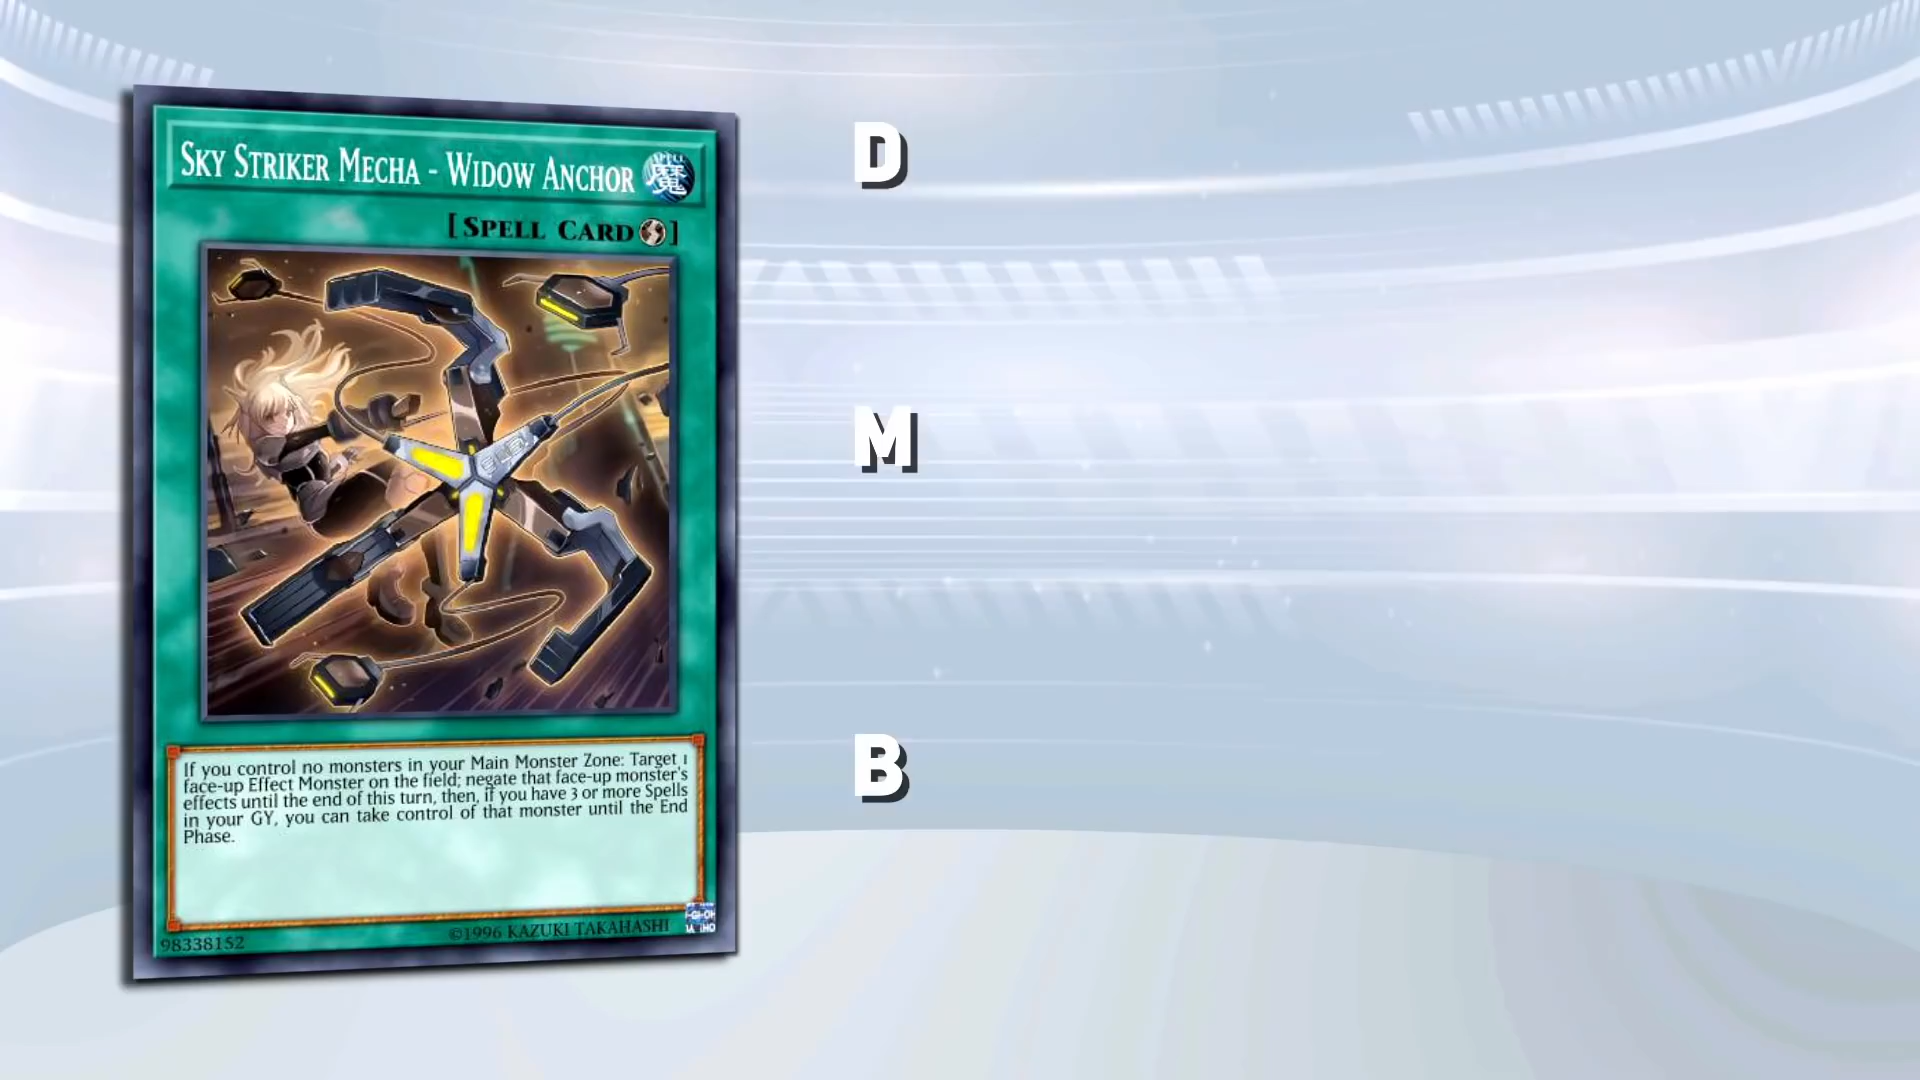 Sky Striker Mecha - Widow Anchor 魔
[Spell Card]
If you control no monsters in your Main Monster Zone: Target 1
face-up Effect Monster on the field; negate that face-up monster's
effects until the end of this turn, then, if you have 3 or more Spells
in your GY, you can take control of that monster until the End
Phase.
98338152
©1996 KAZUKI TAKAHASHI
D
M
B